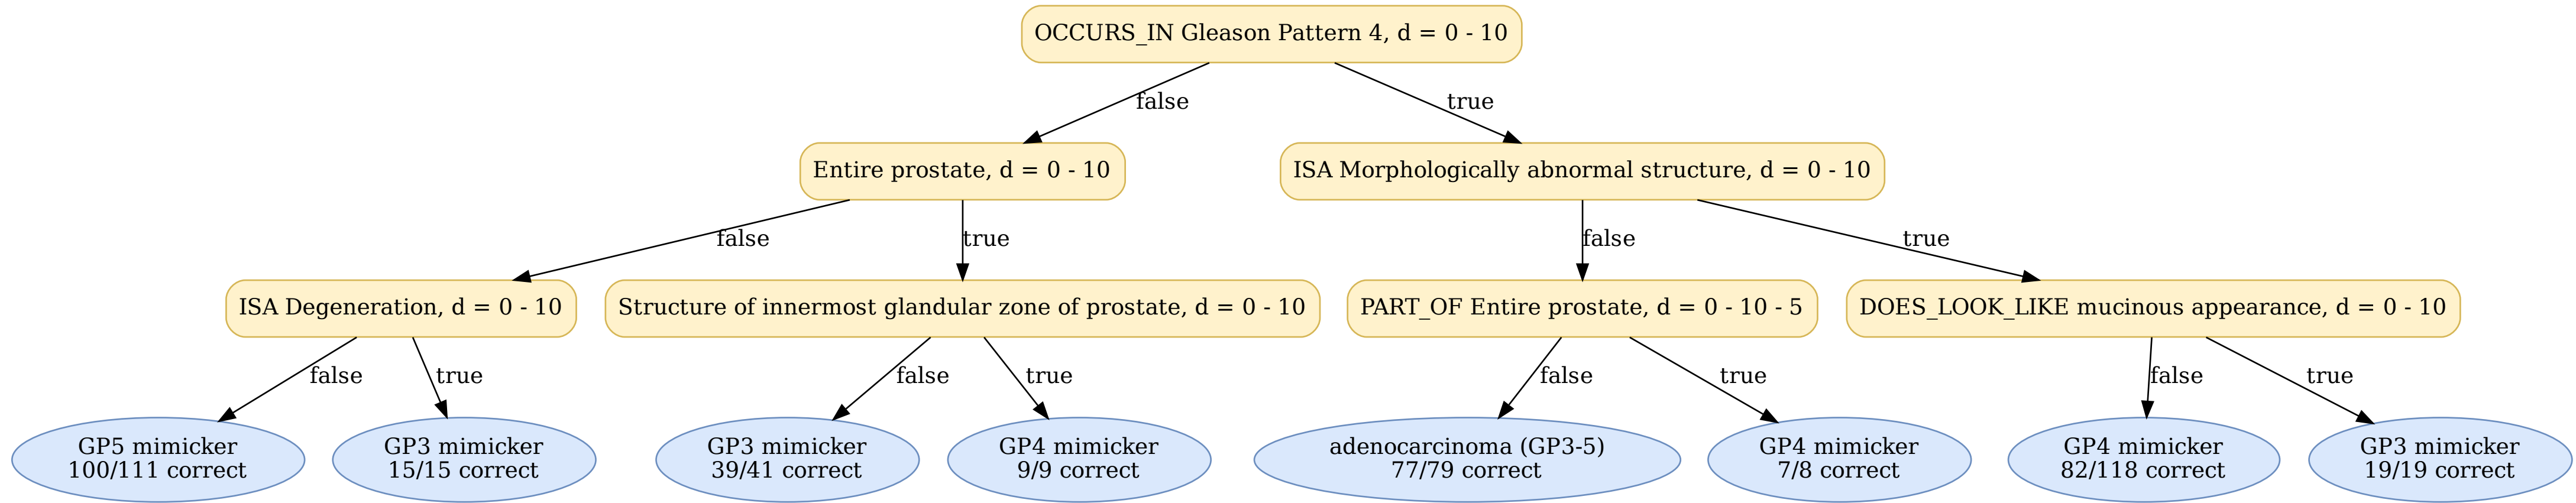 OCCURS_IN Gleason Pattern 4, d = 0 - 10
false
true
Entire prostate, d = 0 - 10
ISA Morphologically abnormal structure, d = 0 - 10
false
true
false
true
ISA Degeneration, d = 0 - 10
Structure of innermost glandular zone of prostate, d = 0 - 10
PART_OF Entire prostate, d = 0 - 10 - 5
DOES_LOOK_LIKE mucinous appearance, d = 0 - 10
false
true
false
true
false
true
false
true
GP5 mimicker
100/111 correct
GP3 mimicker
15/15 correct
GP3 mimicker
39/41 correct
GP4 mimicker
9/9 correct
adenocarcinoma (GP3-5)
77/79 correct
GP4 mimicker
7/8 correct
GP4 mimicker
82/118 correct
GP3 mimicker
19/19 correct